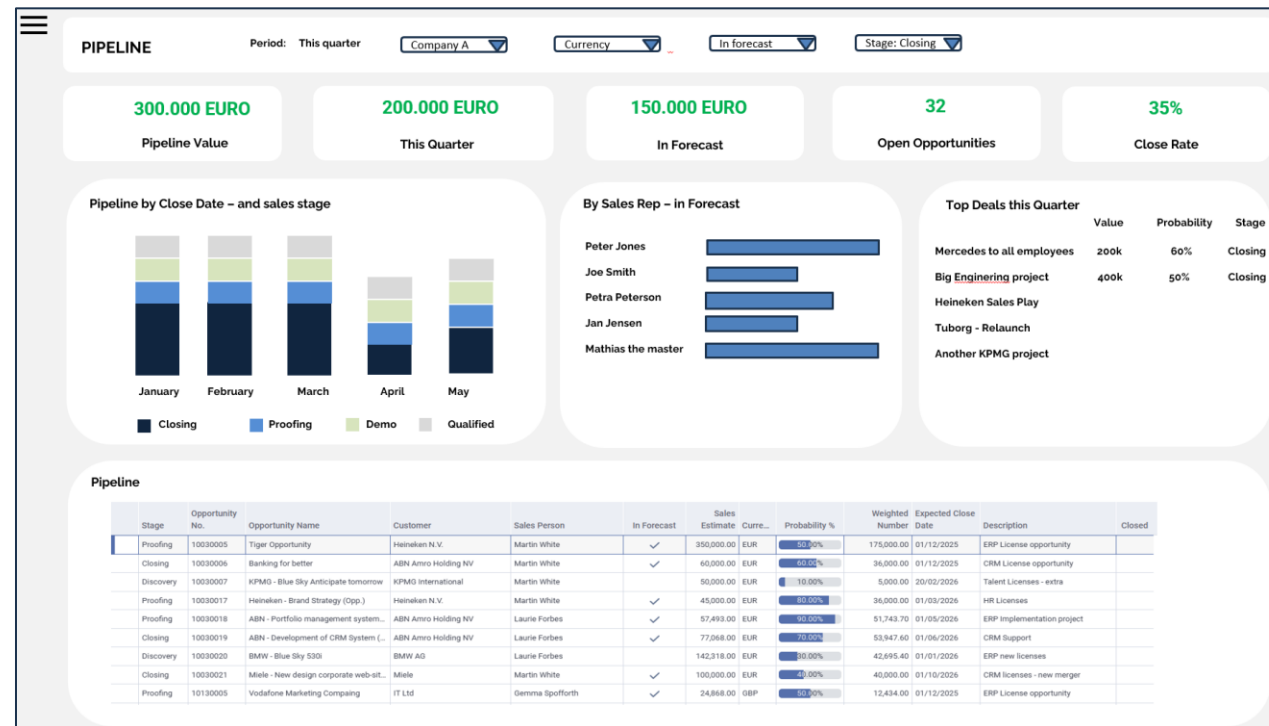 PIPELINE
Period: This quarter
Company A
Currency
In forecast
Stage: Closing
300.000 EURO
Pipeline Value
200.000 EURO
This Quarter
150.000 EURO
In Forecast
32
Open Opportunities
35%
Close Rate
Pipeline by Close Date – and sales stage
January February March April May
Closing Proofing Demo Qualified
By Sales Rep – in Forecast
Peter Jones
Joe Smith
Petra Peterson
Jan Jensen
Mathias the master
Top Deals this Quarter
Value Probability Stage
Mercedes to all employees 200k 60% Closing
Big Enginering project 400k 50% Closing
Heineken Sales Play
Tuborg - Relaunch
Another KPMG project
Pipeline
Stage Opportunity No. Opportunity Name Customer Sales Person In Forecast Sales Estimate Curre... Probability % Weighted Number Expected Close Date Description Closed
Proofing 10030005 Tiger Opportunity Heineken N.V. Martin White 350,000.00 EUR 50.00% 175,000.00 01/12/2025 ERP License opportunity
Closing 10030006 Banking for better ABN Amro Holding NV Martin White 60,000.00 EUR 60.00% 36,000.00 01/12/2025 CRM License opportunity
Discovery 10030007 KPMG - Blue Sky Anticipate tomorrow KPMG International Martin White 50,000.00 EUR 10.00% 5,000.00 20/02/2026 Talent Licenses - extra
Proofing 10030017 Heineken - Brand Strategy (Opp.) Heineken N.V. Martin White 45,000.00 EUR 80.00% 36,000.00 01/03/2026 HR Licenses
Proofing 10030018 ABN - Portfolio management system... ABN Amro Holding NV Laurie Forbes 57,493.00 EUR 90.00% 51,743.70 01/05/2026 ERP Implementation project
Closing 10030019 ABN - Development of CRM System (... ABN Amro Holding NV Laurie Forbes 77,068.00 EUR 70.00% 53,947.60 01/06/2026 CRM Support
Discovery 10030020 BMW - Blue Sky 530i BMW AG Laurie Forbes 142,318.00 EUR 30.00% 42,695.40 01/01/2026 ERP new licenses
Closing 10030021 Miele - New design corporate web-sit... Miele Martin White 100,000.00 EUR 40.00% 40,000.00 01/10/2026 CRM licenses - new merger
Proofing 10130005 Vodafone Marketing Compaing IT Ltd Gemma Spofforth 24,868.00 GBP 50.00% 12,434.00 01/12/2025 ERP License opportunity